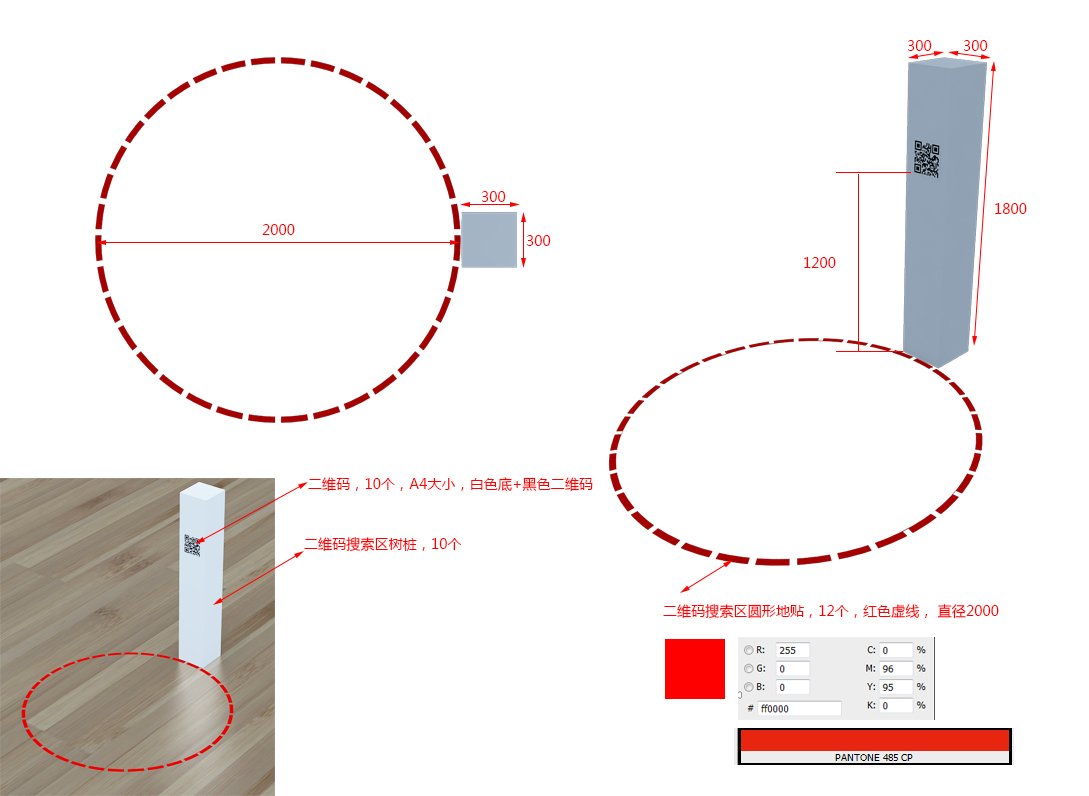 300
300
300
2000
300
1800
1200
二维码，10个，A4大小，白色底+黑色二维码
二维码搜索区树桩，10个
二维码搜索区圆形地贴，12个，红色虚线， 直径2000
R: 255 C: 0 %
G: 0 M: 96 %
B: 0 Y: 95 %
# ff0000 K: 0 %
PANTONE 485 CP